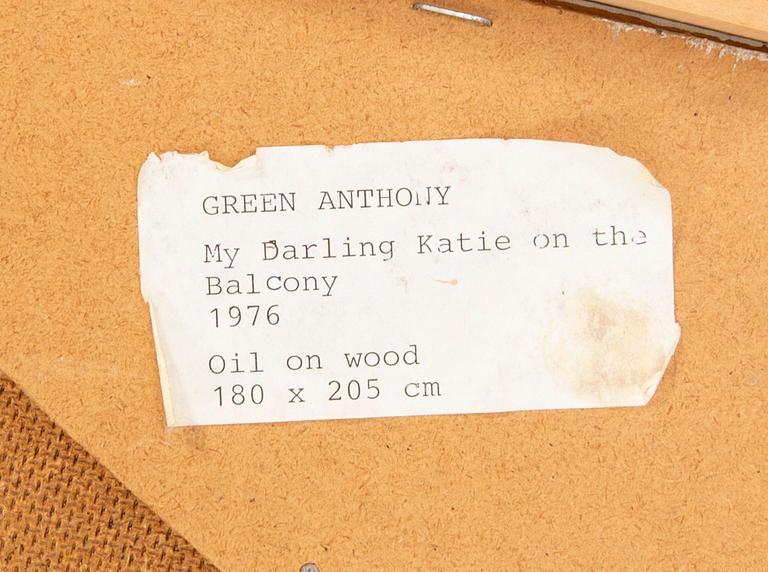 GREEN ANTHONY
My Darling Katie on the
Balcony
1976
Oil on wood
180 x 205 cm